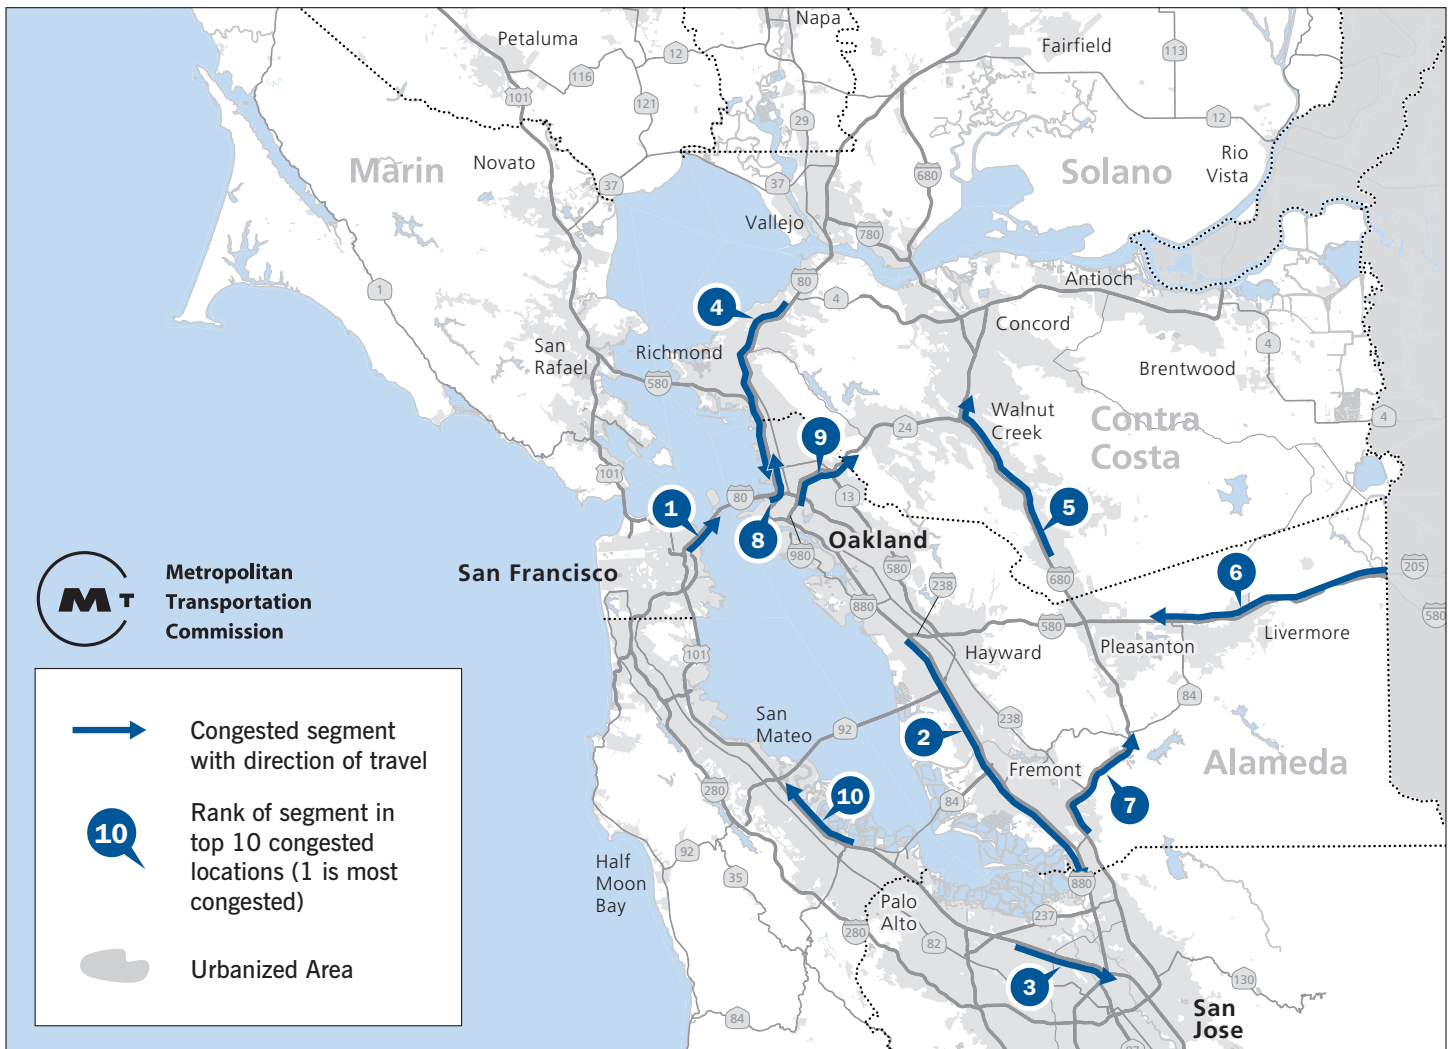 Napa
Petaluma
Fairfield
12
113
116
101
121
29
12
Marin
Novato
Rio
Vista
Solano
37
37
680
Vallejo
780
80
Antioch
1
4
4
Concord
4
San
Rafael
Richmond
580
Brentwood
Walnut
Creek
Contra
Costa
4
9
24
101
80
13
1
5
8
980
Oakland
580
238
680
6
205
San Francisco
880
580
580
Livermore
Hayward
Pleasanton
Metropolitan
Transportation
Commission
M T
101
84
San
Mateo
92
238
2
Fremont
Alameda
280
10
84
7
Congested segment
with direction of travel
10
Rank of segment in
top 10 congested
locations (1 is most
congested)
Urbanized Area
92
35
Half
Moon
Bay
880
Palo
Alto
237
280
82
3
130
San
Jose
84